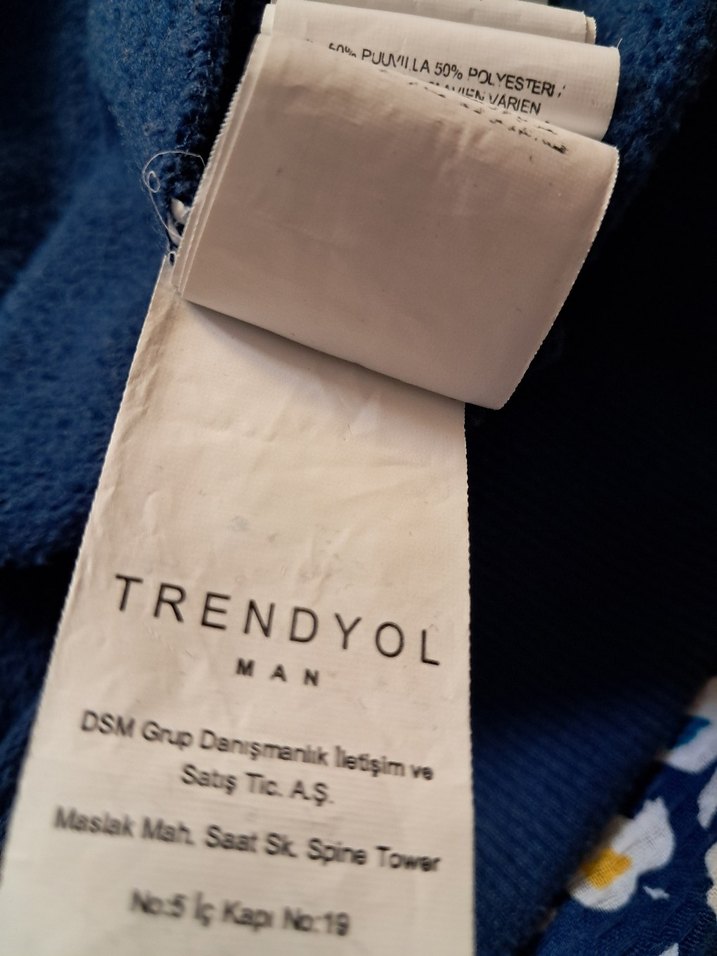 50% PUUVILLA 50% POLYESTERI /
VÄRIEN
TRENDYOL
MAN
DSM Grup Danışmanlık İletişim ve
Satış Tic. A.Ş.
Maslak Mah. Saat Sk. Spine Tower
No:5 İç Kapı No:19